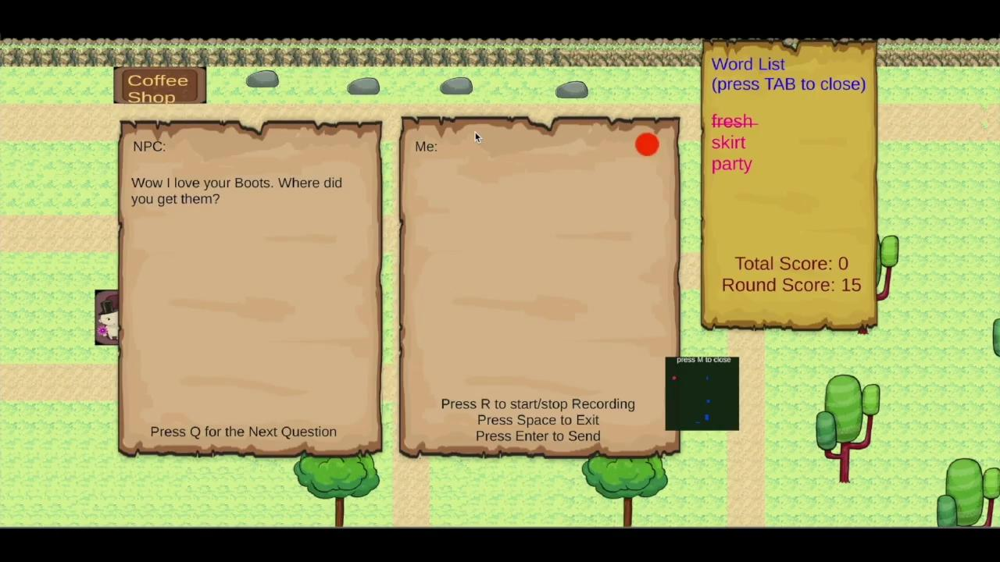 Coffee
Shop
NPC:
Wow I love your Boots. Where did
you get them?
Press Q for the Next Question
Me:
Press R to start/stop Recording
Press Space to Exit
Press Enter to Send
Word List
(press TAB to close)
fresh
skirt
party
Total Score: 0
Round Score: 15
press M to close